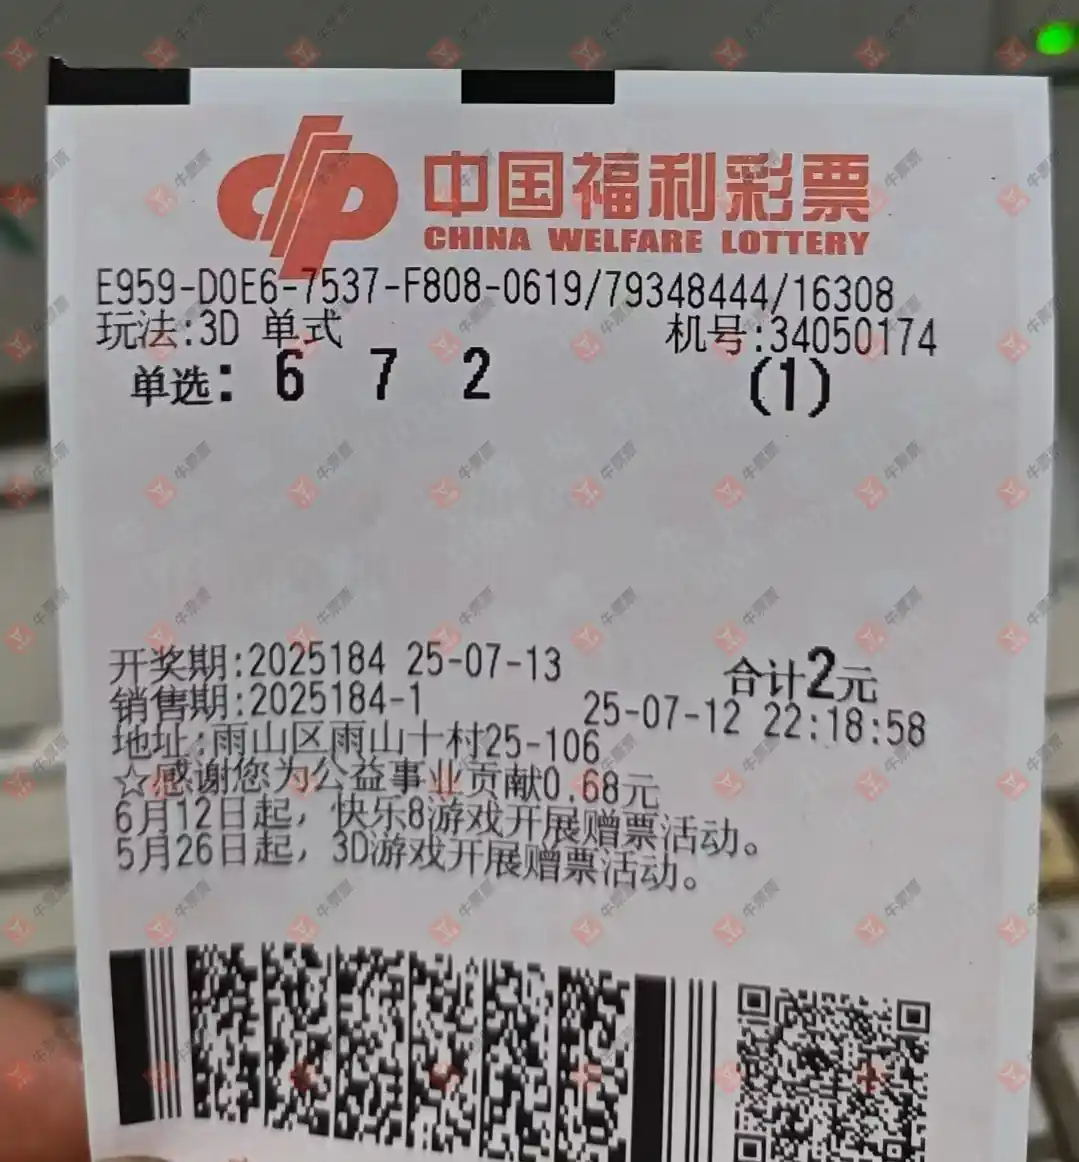 中国福利彩票
CHINA WELFARE LOTTERY
E959-D0E6-7537-F808-0619/79348444/16308
玩法:3D 单式 机号:34050174
单选: 6 7 2 (1)
开奖期:2025184 25-07-13 合计2元
销售期:2025184-1 25-07-12 22:18:58
地址:雨山区雨山十村25-106
☆感谢您为公益事业贡献0.68元
6月12日起，快乐8游戏开展赠票活动。
5月26日起，3D游戏开展赠票活动。
牛票票